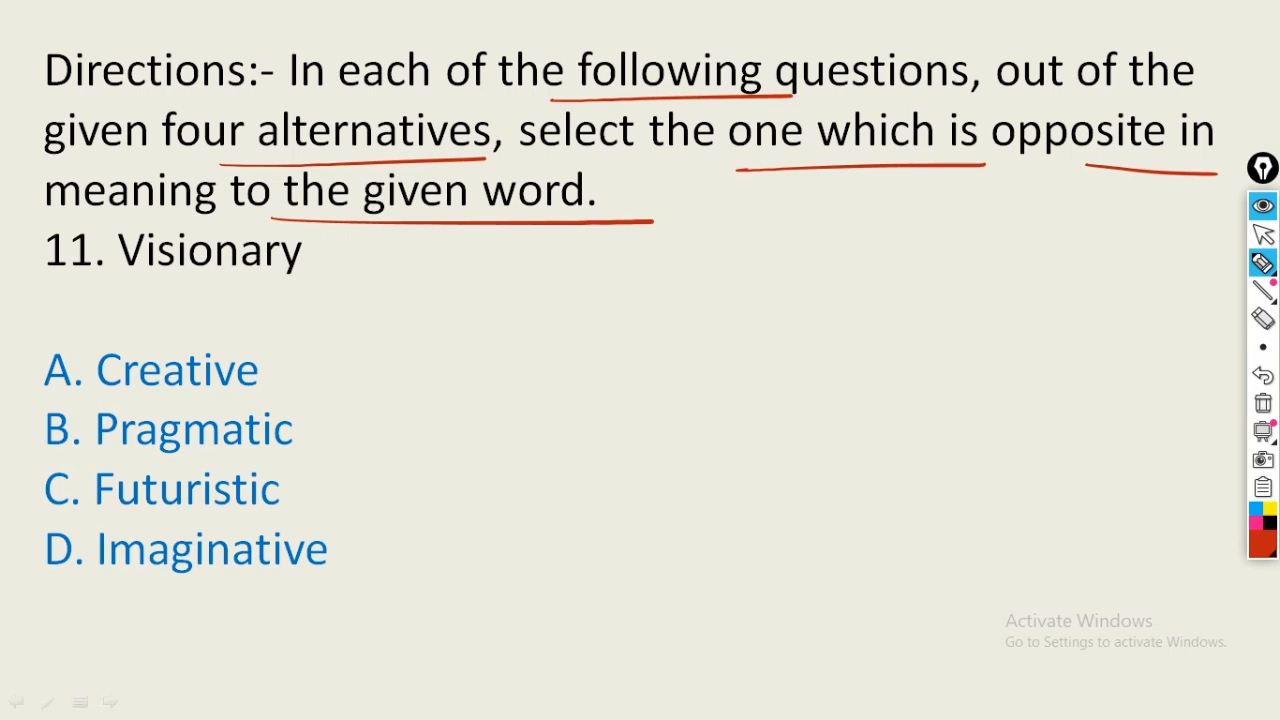 Directions:- In each of the following questions, out of the
given four alternatives, select the one which is opposite in
meaning to the given word.
11. Visionary
A. Creative
B. Pragmatic
C. Futuristic
D. Imaginative
Activate Windows
Go to Settings to activate Windows.